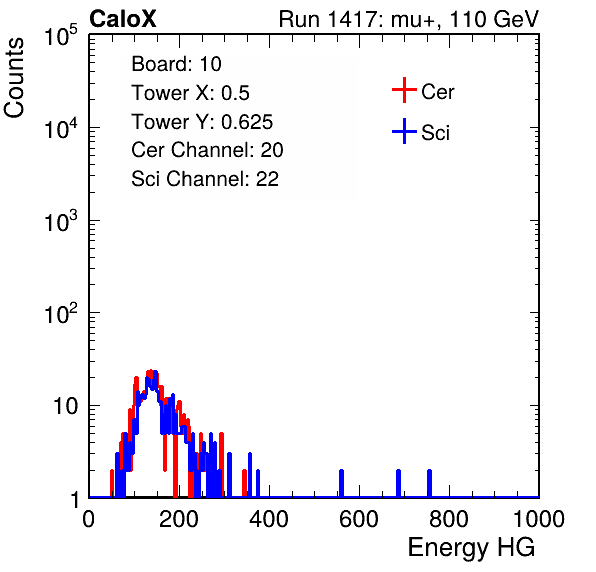 CaloX Run 1417: mu+, 110 GeV
Counts
Board: 10
Tower X: 0.5
Tower Y: 0.625
Cer Channel: 20
Sci Channel: 22
Cer
Sci
10^5
10^4
10^3
10^2
10
1
0 200 400 600 800 1000
Energy HG